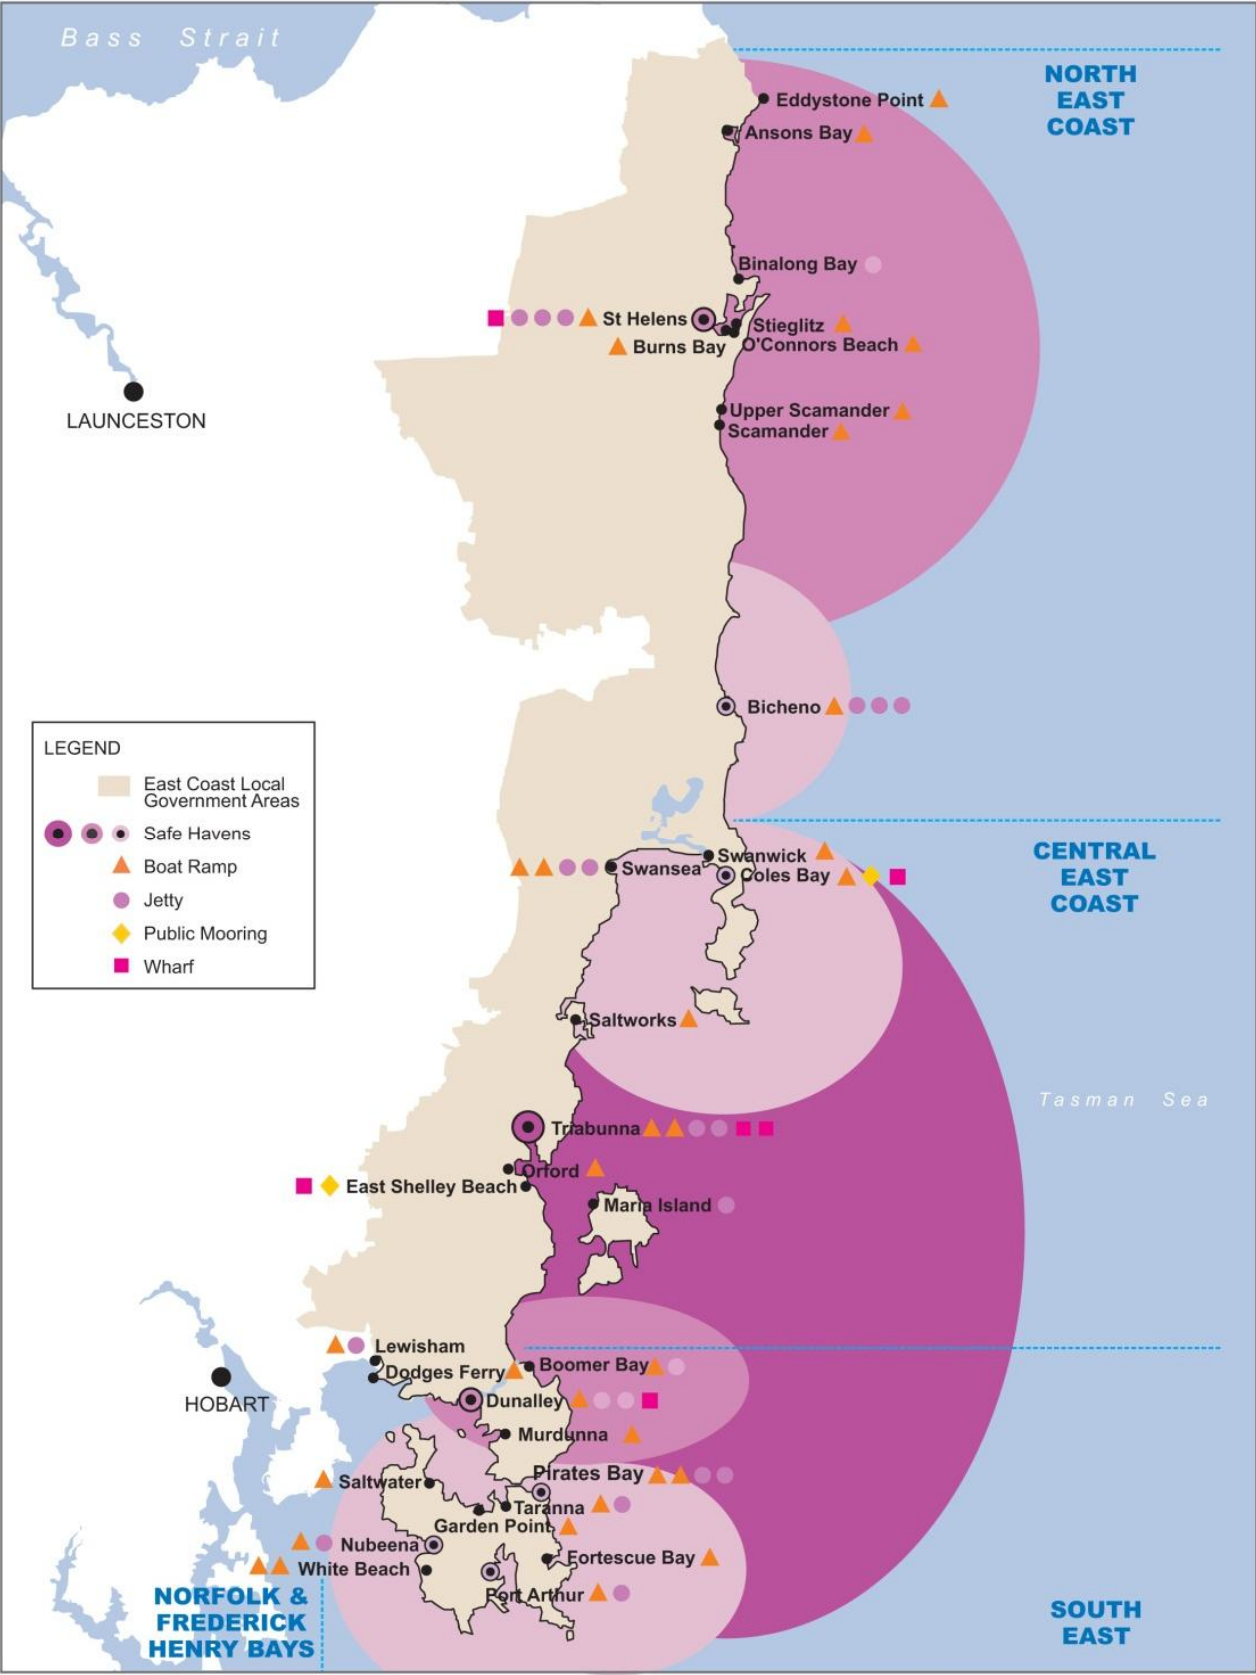 Bass Strait
NORTH
EAST
COAST
Eddystone Point
Ansons Bay
Binalong Bay
St Helens
Stieglitz
Burns Bay
O'Connors Beach
LAUNCESTON
Upper Scamander
Scamander
Bicheno
LEGEND
East Coast Local
Government Areas
Safe Havens
Boat Ramp
Jetty
Public Mooring
Wharf
CENTRAL
EAST
COAST
Swanwick
Swansea
Coles Bay
Saltworks
Tasman Sea
Triabunna
Orford
East Shelley Beach
Maria Island
Lewisham
Dodges Ferry
Boomer Bay
HOBART
Dunalley
Murdunna
Pirates Bay
Saltwater
Taranna
Garden Point
Nubeena
Fortescue Bay
White Beach
Port Arthur
NORFOLK &
FREDERICK
HENRY BAYS
SOUTH
EAST